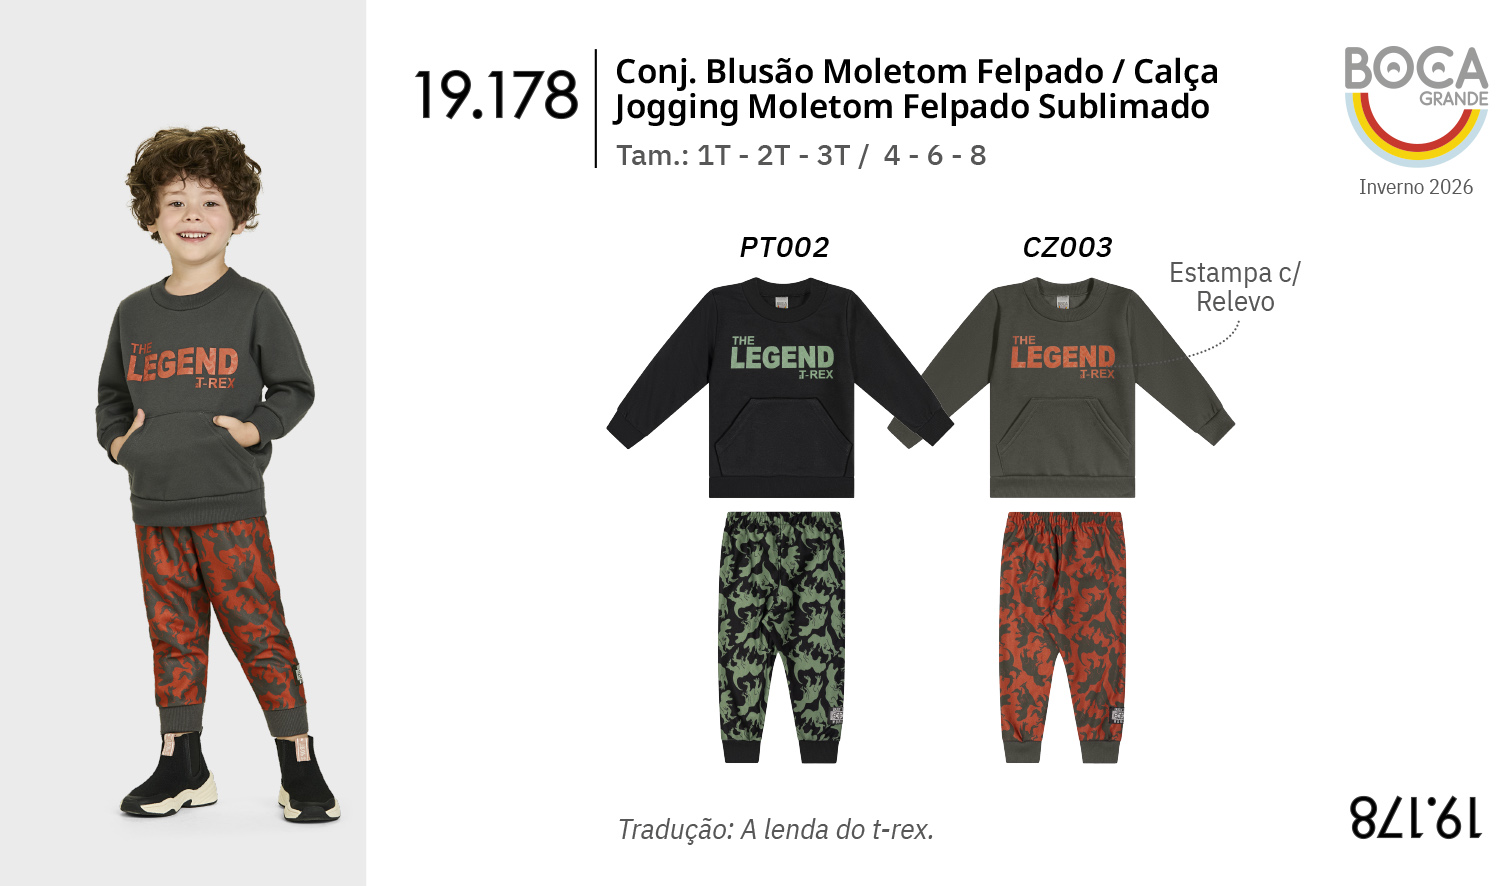 19.178
Conj. Blusão Moletom Felpado / Calça
Jogging Moletom Felpado Sublimado
Tam.: 1T - 2T - 3T / 4 - 6 - 8
BOCA
GRANDE
Inverno 2026
PT002
CZ003
Estampa c/
Relevo
THE
LEGEND
T-REX
THE
LEGEND
T-REX
THE
LEGEND
T-REX
Tradução: A lenda do t-rex.
19.178